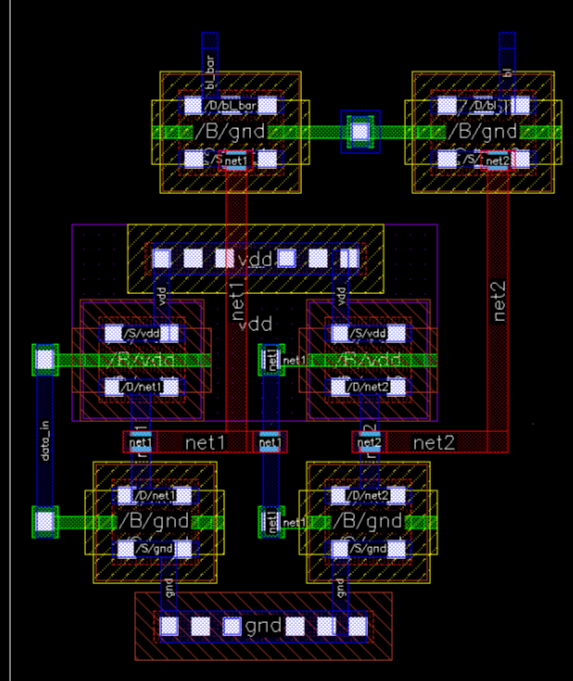 bl_bar
bl
/D/bl_bar
/D/bl
/B/gnd
/B/gnd
net1
/S/net2
vdd
net1
net2
vdd
vdd
vdd
/S/vdd
/S/vdd
/B/vdd
net1
net1
/B/vdd
/D/net1
/D/net2
data_in
net1
net1
net1
net2
net2
/D/net1
/D/net2
/B/gnd
net1
net1
/B/gnd
/S/gnd
/S/gnd
gnd
gnd
gnd